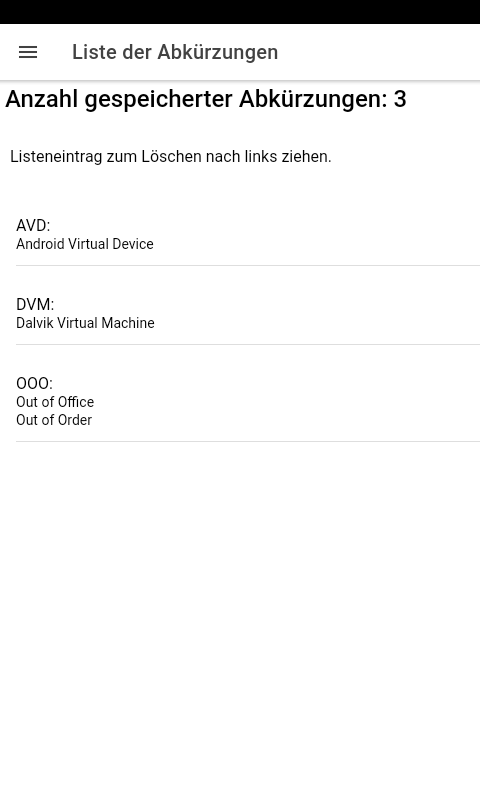 Liste der Abkürzungen
Anzahl gespeicherter Abkürzungen: 3
Listeneintrag zum Löschen nach links ziehen.
AVD:
Android Virtual Device
DVM:
Dalvik Virtual Machine
OOO:
Out of Office
Out of Order